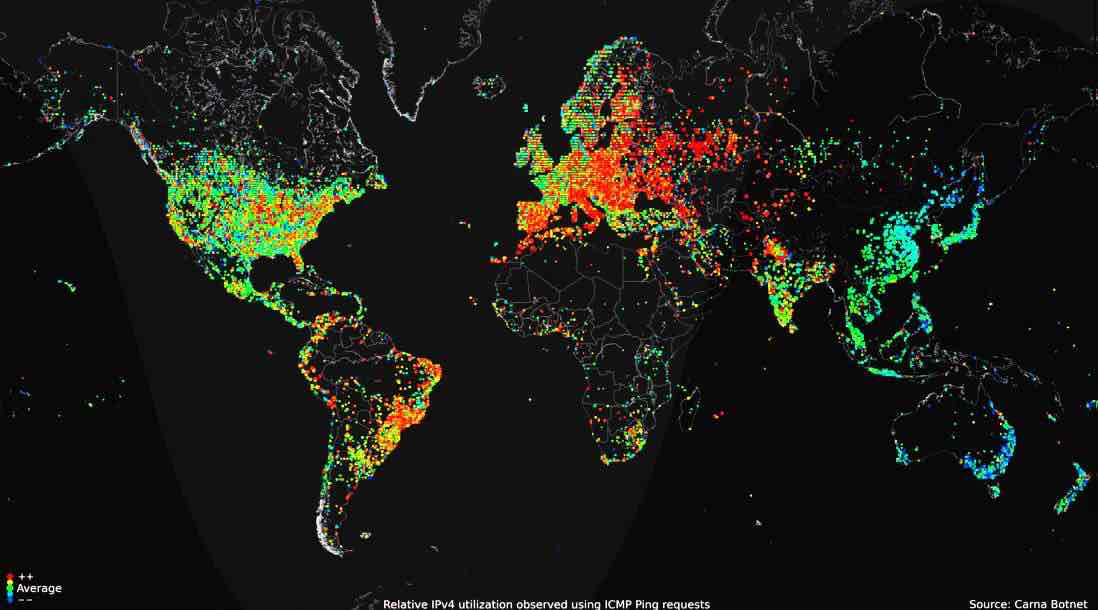 ++
Average
--
Relative IPv4 utilization observed using ICMP Ping requests
Source: Carna Botnet